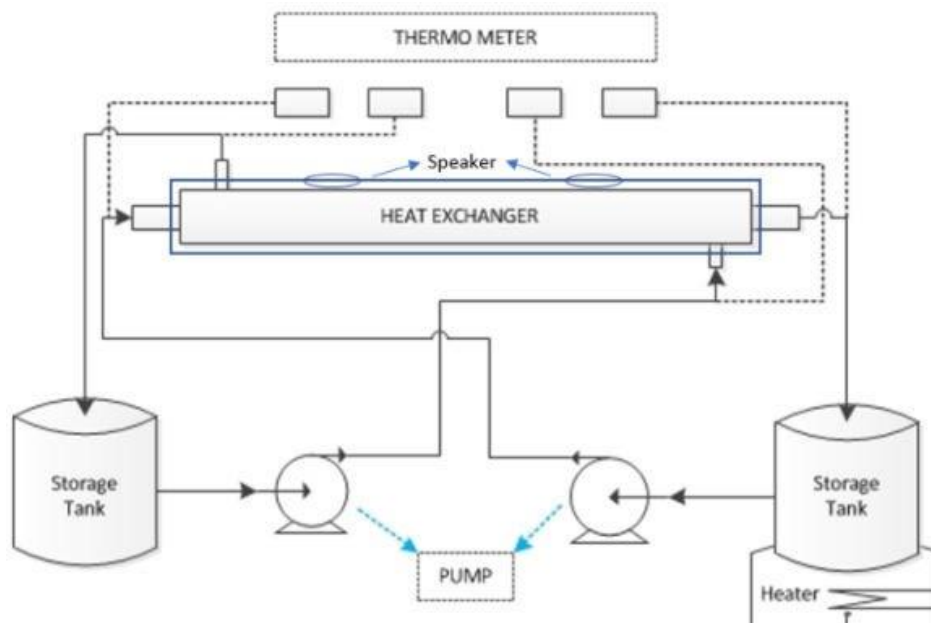 THERMO METER
Speaker
HEAT EXCHANGER
Storage
Tank
Storage
Tank
PUMP
Heater